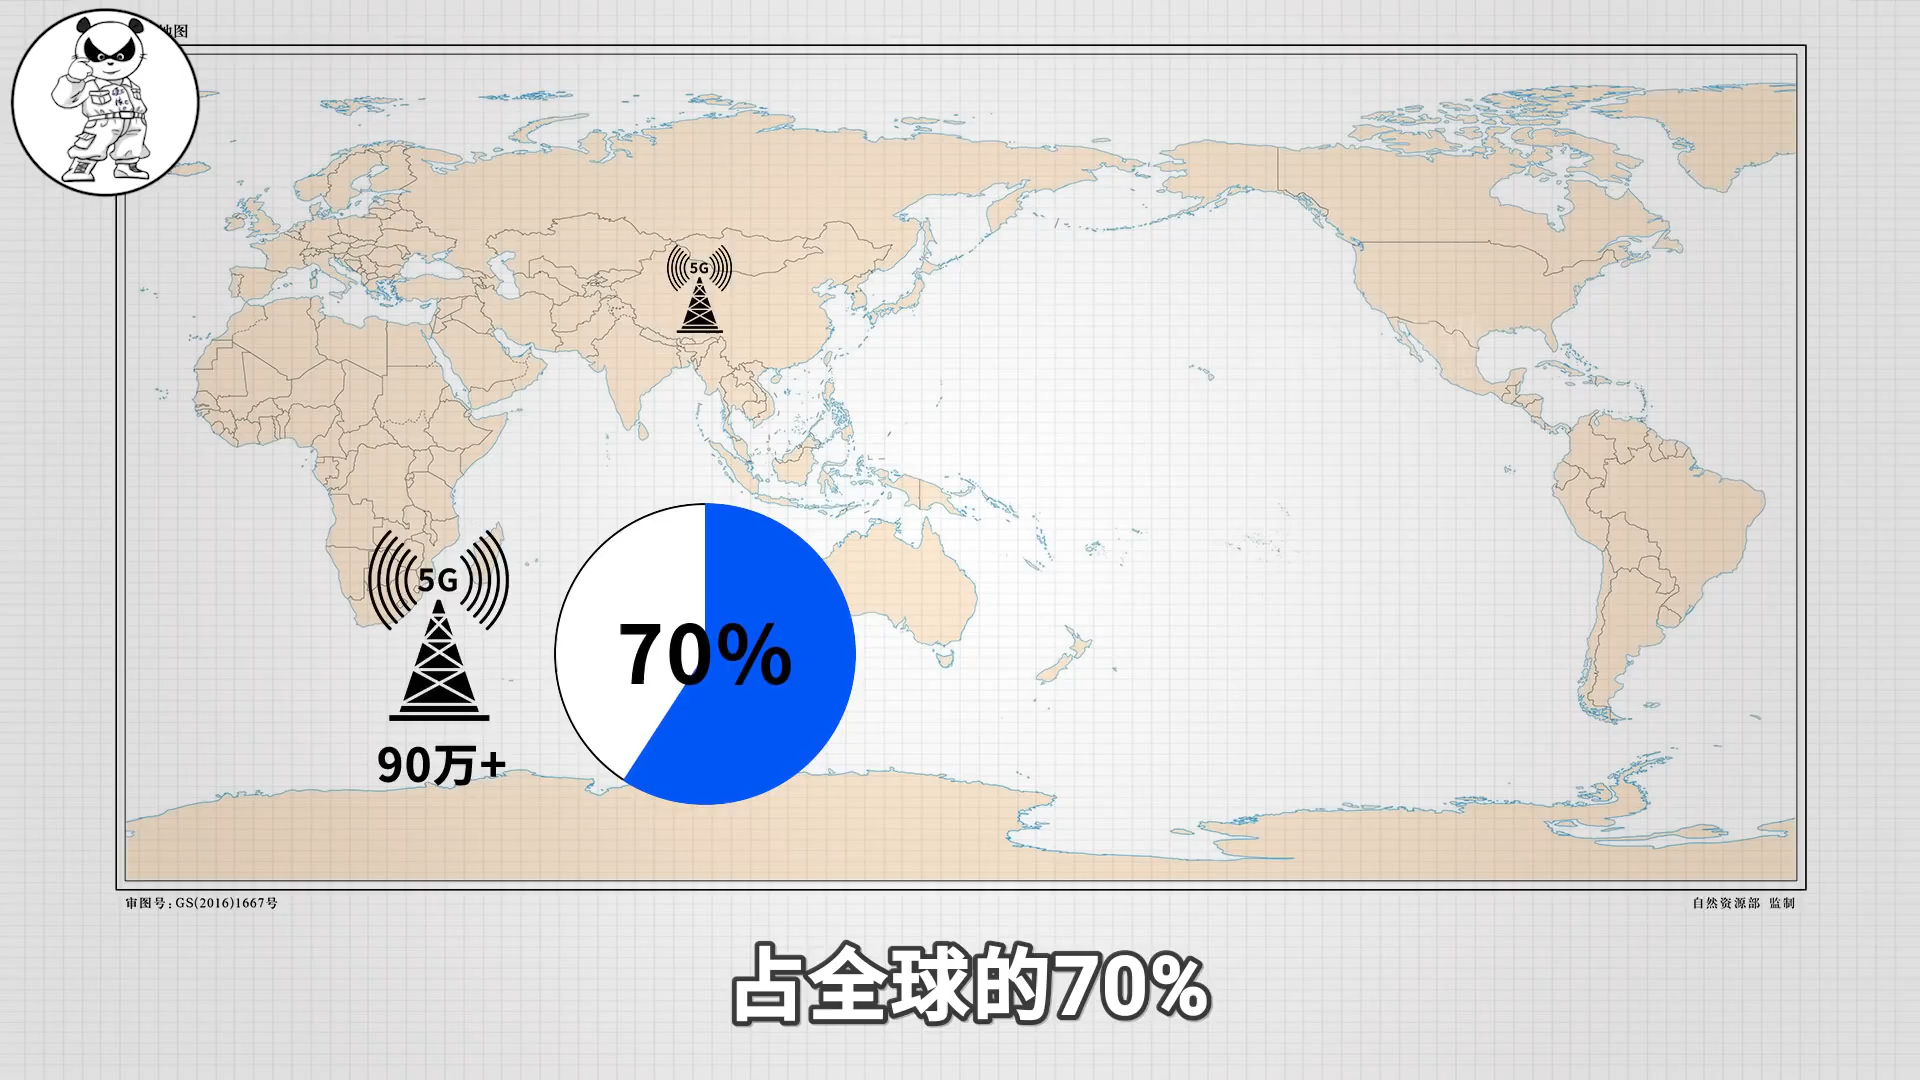 地图
5G
5G
70%
90万+
审图号:GS(2016)1667号
自然资源部 监制
占全球的70%